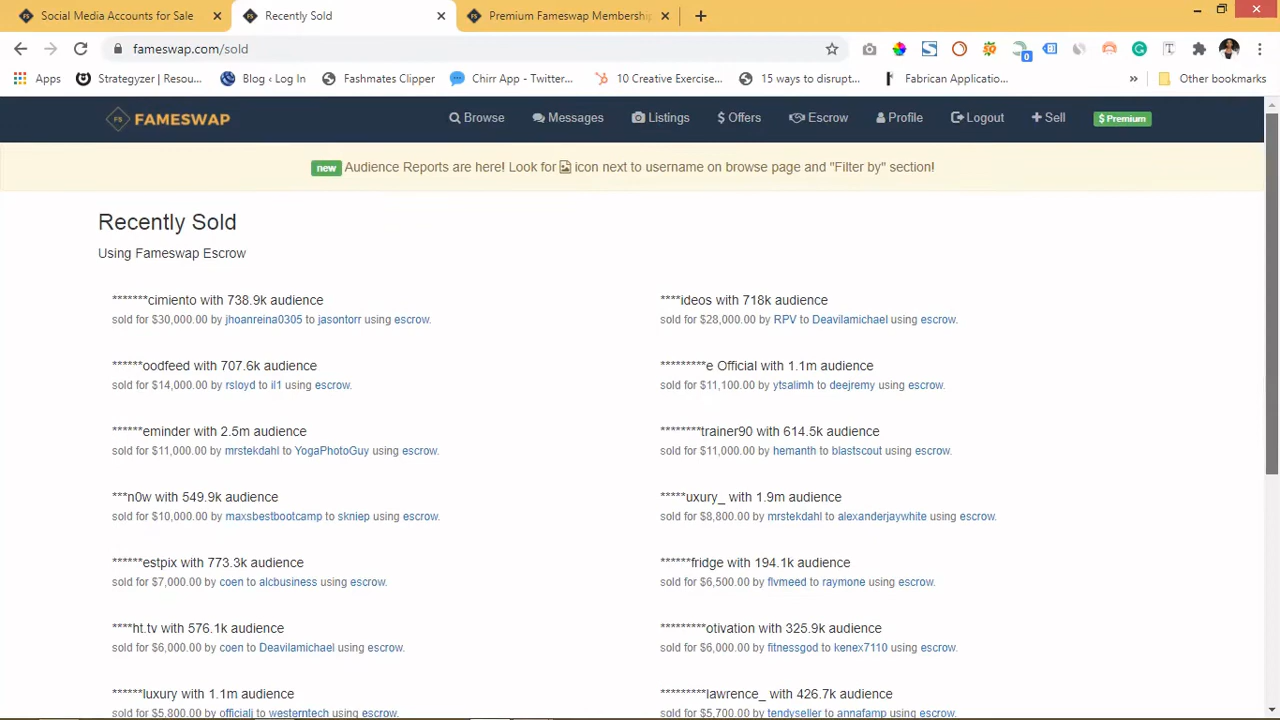 Social Media Accounts for Sale
Recently Sold
Premium Fameswap Membership
fameswap.com/sold
0
Apps
Strategyzer | Resou...
Blog ‹ Log In
Fashmates Clipper
Chirr App - Twitter...
10 Creative Exercise...
15 ways to disrupt...
Fabrican Applicatio...
»
Other bookmarks
FS FAMESWAP
Browse
Messages
Listings
$ Offers
Escrow
Profile
Logout
+ Sell
$ Premium
new Audience Reports are here! Look for icon next to username on browse page and "Filter by" section!
Recently Sold
Using Fameswap Escrow
*******cimiento with 738.9k audience
sold for $30,000.00 by jhoanreina0305 to jasontorr using escrow.
****ideos with 718k audience
sold for $28,000.00 by RPV to Deavilamichael using escrow.
******oodfeed with 707.6k audience
sold for $14,000.00 by rsloyd to il1 using escrow.
*********e Official with 1.1m audience
sold for $11,100.00 by ytsalimh to deejremy using escrow.
******eminder with 2.5m audience
sold for $11,000.00 by mrstekdahl to YogaPhotoGuy using escrow.
********trainer90 with 614.5k audience
sold for $11,000.00 by hemanth to blastscout using escrow.
***n0w with 549.9k audience
sold for $10,000.00 by maxsbestbootcamp to skniep using escrow.
*****uxury_ with 1.9m audience
sold for $8,800.00 by mrstekdahl to alexanderjaywhite using escrow.
******estpix with 773.3k audience
sold for $7,000.00 by coen to alcbusiness using escrow.
******fridge with 194.1k audience
sold for $6,500.00 by flvmeed to raymone using escrow.
****ht.tv with 576.1k audience
sold for $6,000.00 by coen to Deavilamichael using escrow.
*********otivation with 325.9k audience
sold for $6,000.00 by fitnessgod to kenex7110 using escrow.
******luxury with 1.1m audience
sold for $5,800.00 by officialj to westerntech using escrow.
*********lawrence_ with 426.7k audience
sold for $5,700.00 by tendyseller to annafamp using escrow.